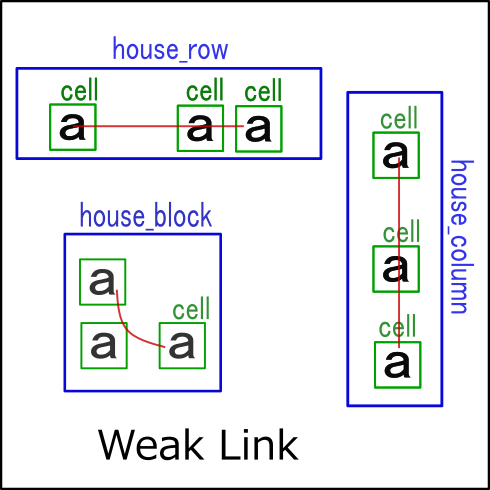 house_row
cell cell cell
a a a
cell
a
house_column
cell
a
cell
a
house_block
a
cell
a a
Weak Link